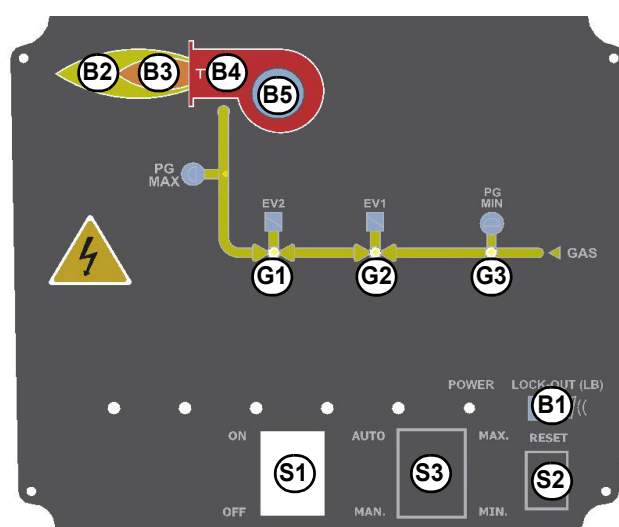 B2 B3 T B4
B5
PG
MAX
EV2 EV1 PG
MIN
GAS
G1 G2 G3
POWER LOCK-OUT (LB)
B1
ON AUTO MAX. RESET
S1 S3 S2
OFF MAN. MIN.